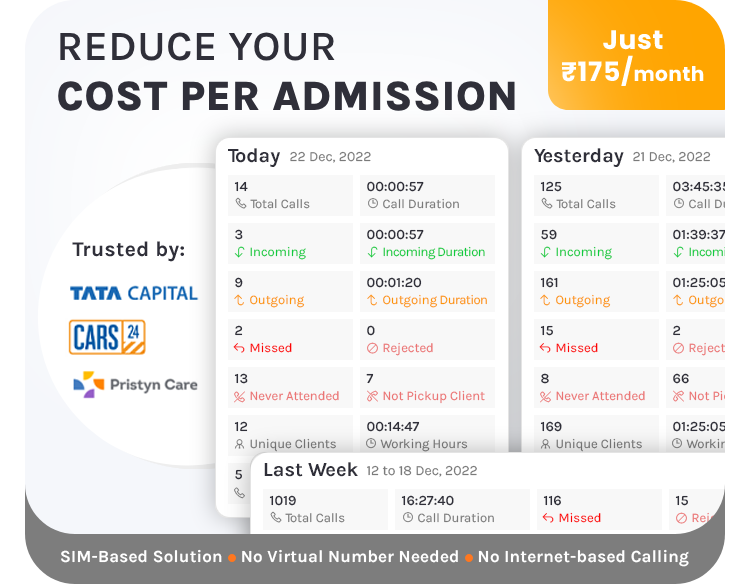 REDUCE YOUR
COST PER ADMISSION
Just
₹175/month
Trusted by:
TATA CAPITAL
CARS 24
Pristyn Care
Today 22 Dec, 2022
14 00:00:57
Total Calls Call Duration
3 00:00:57
Incoming Incoming Duration
9 00:01:20
Outgoing Outgoing Duration
2 0
Missed Rejected
13 7
Never Attended Not Pickup Client
12 00:14:47
Unique Clients Working Hours
5
Yesterday 21 Dec, 2022
125 03:45:35
Total Calls Call Du
59 01:39:37
Incoming Incomi
161 01:25:05
Outgoing Outgo
15 2
Missed Reject
8 66
Never Attended Not Pi
169 01:25:05
Unique Clients Workin
Last Week 12 to 18 Dec, 2022
1019 16:27:40 116 15
Total Calls Call Duration Missed Rej
SIM-Based Solution • No Virtual Number Needed • No Internet-based Calling